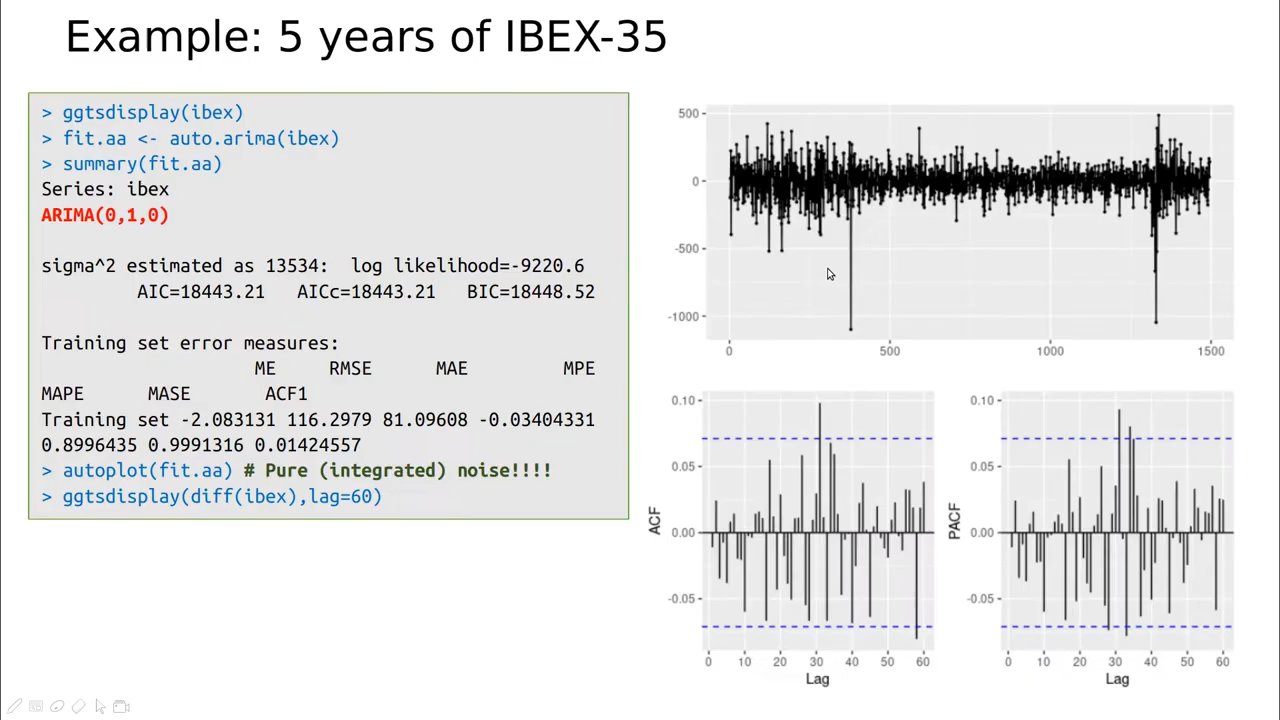 Example: 5 years of IBEX-35
> ggtsdisplay(ibex)
> fit.aa <- auto.arima(ibex)
> summary(fit.aa)
Series: ibex
ARIMA(0,1,0)
sigma^2 estimated as 13534: log likelihood=-9220.6
AIC=18443.21 AICc=18443.21 BIC=18448.52
Training set error measures:
ME RMSE MAE MPE
MAPE MASE ACF1
Training set -2.083131 116.2979 81.09608 -0.03404331
0.8996435 0.9991316 0.01424557
> autoplot(fit.aa) # Pure (integrated) noise!!!!
> ggtsdisplay(diff(ibex),lag=60)
500
0
-500
-1000
0 500 1000 1500
0.10
0.05
0.00
-0.05
ACF
0 10 20 30 40 50 60
Lag
0.10
0.05
0.00
-0.05
PACF
0 10 20 30 40 50 60
Lag